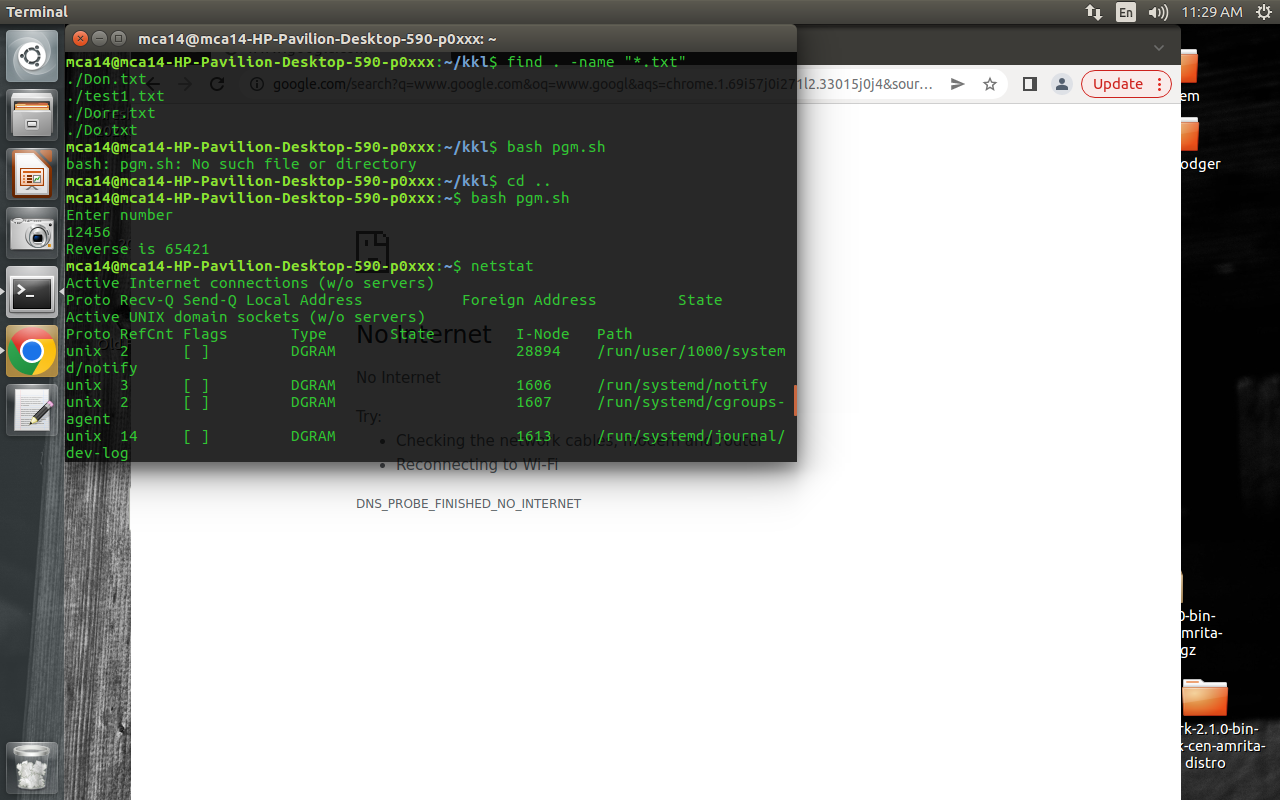 Terminal
En
11:29 AM
mca14@mca14-HP-Pavilion-Desktop-590-p0xxx: ~
mca14@mca14-HP-Pavilion-Desktop-590-p0xxx:~/kkl$ find . -name "*.txt"
./Don.txt
./test1.txt
./Dorr.txt
./Do.txt
mca14@mca14-HP-Pavilion-Desktop-590-p0xxx:~/kkl$ bash pgm.sh
bash: pgm.sh: No such file or directory
mca14@mca14-HP-Pavilion-Desktop-590-p0xxx:~/kkl$ cd ..
mca14@mca14-HP-Pavilion-Desktop-590-p0xxx:~$ bash pgm.sh
Enter number
12456
Reverse is 65421
mca14@mca14-HP-Pavilion-Desktop-590-p0xxx:~$ netstat
Active Internet connections (w/o servers)
Proto Recv-Q Send-Q Local Address           Foreign Address         State
Active UNIX domain sockets (w/o servers)
Proto RefCnt Flags       Type       State         I-Node   Path
unix  2      [ ]         DGRAM                    28894    /run/user/1000/system
d/notify
unix  3      [ ]         DGRAM                    1606     /run/systemd/notify
unix  2      [ ]         DGRAM                    1607     /run/systemd/cgroups-
agent
unix  14     [ ]         DGRAM                    1613     /run/systemd/journal/
dev-log
google.com/search?q=www.google.com&oq=www.googl&aqs=chrome.1.69i57j0i271l2.33015j0j4&sour...
Update
No Internet
No Internet
Try:
Checking the network cables, modem and router
Reconnecting to Wi-Fi
DNS_PROBE_FINISHED_NO_INTERNET
em
odger
0-bin-
mrita-
gz
rk-2.1.0-bin-
k-cen-amrita-
distro